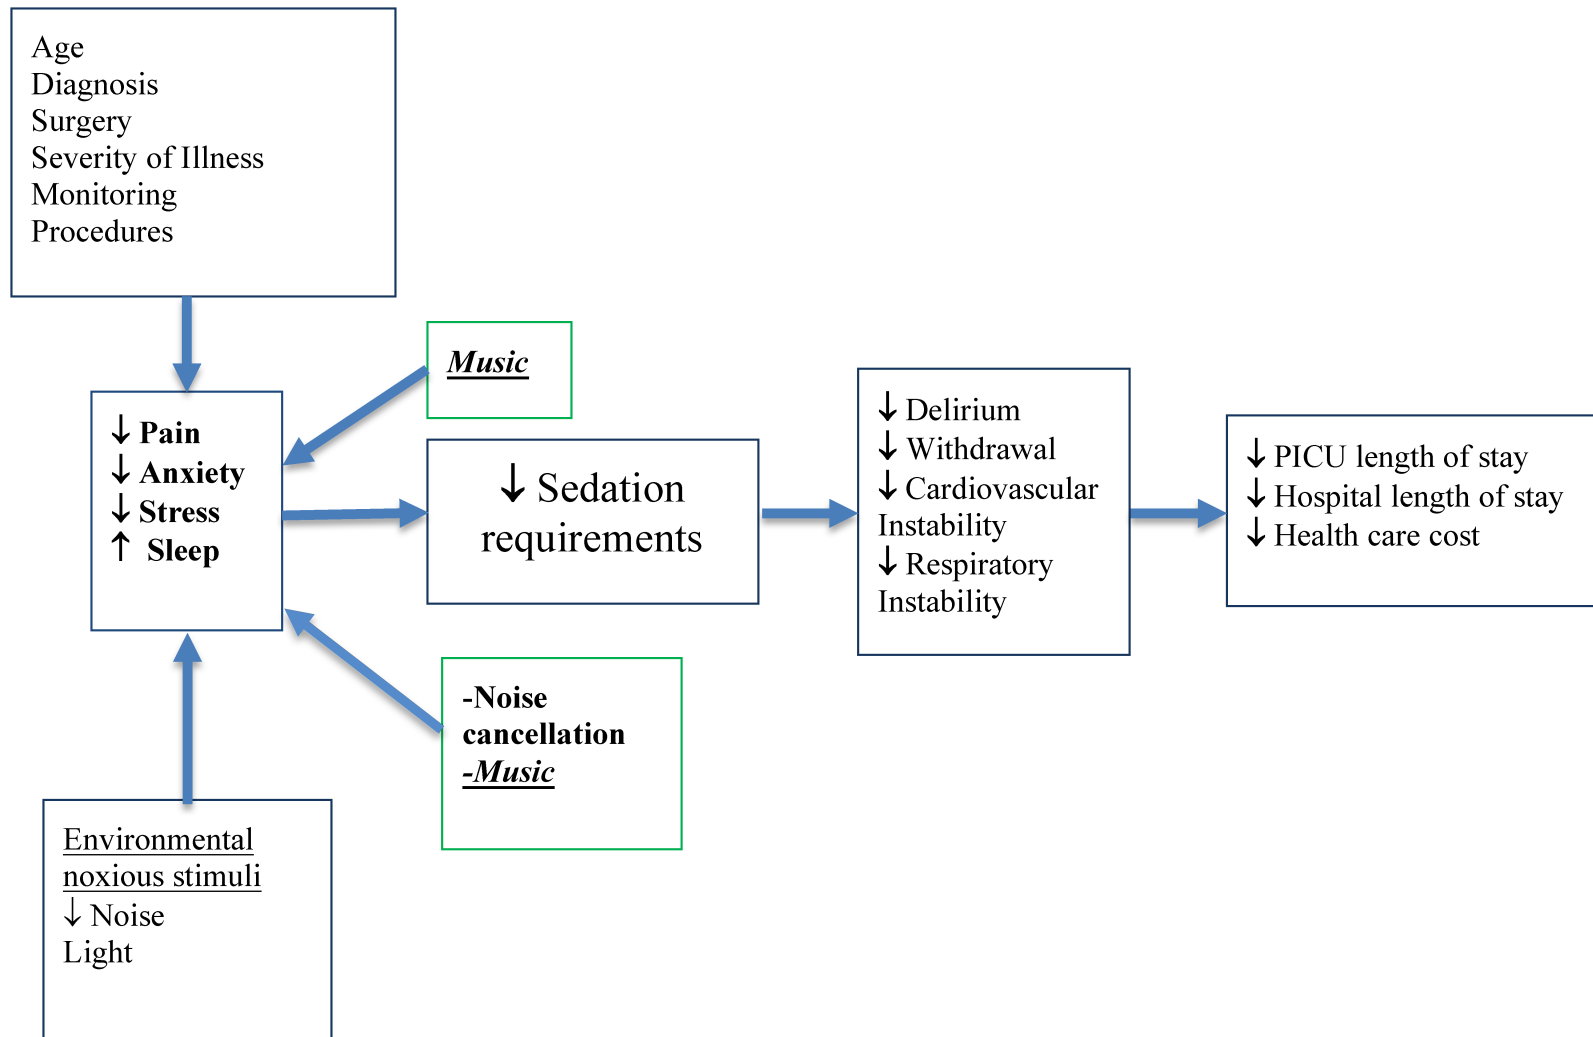 Age
Diagnosis
Surgery
Severity of Illness
Monitoring
Procedures
Music
↓ Pain
↓ Anxiety
↓ Stress
↑ Sleep
↓ Sedation
requirements
↓ Delirium
↓ Withdrawal
↓ Cardiovascular
Instability
↓ Respiratory
Instability
↓ PICU length of stay
↓ Hospital length of stay
↓ Health care cost
-Noise
cancellation
-Music
Environmental
noxious stimuli
↓ Noise
Light